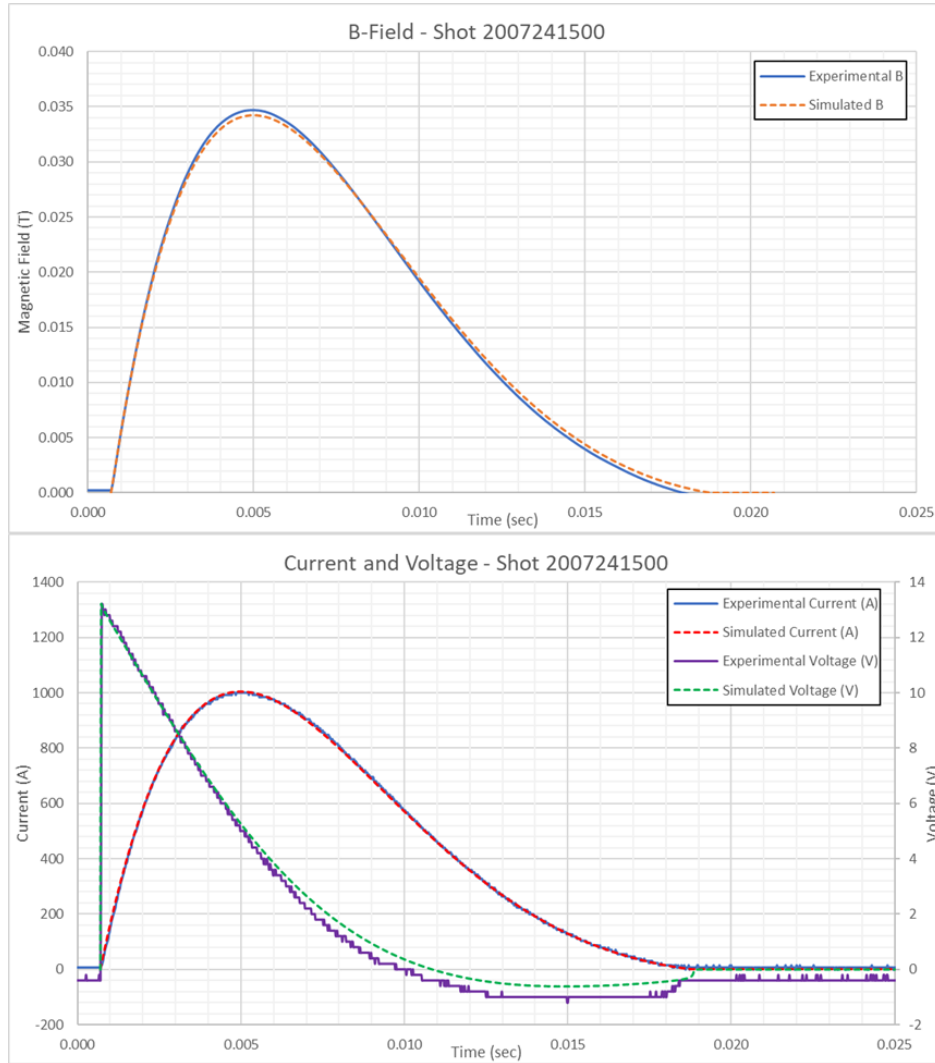 B-Field - Shot 2007241500
0.040
0.035
0.030
0.025
0.020
0.015
0.010
0.005
0.000
Magnetic Field (T)
Experimental B
Simulated B
0.000 0.005 0.010 0.015 0.020 0.025
Time (sec)
Current and Voltage - Shot 2007241500
1400
1200
1000
800
600
400
200
0
-200
Current (A)
Experimental Current (A)
Simulated Current (A)
Experimental Voltage (V)
Simulated Voltage (V)
14
12
10
8
6
4
2
0
-2
Voltage (V)
0.000 0.005 0.010 0.015 0.020 0.025
Time (sec)